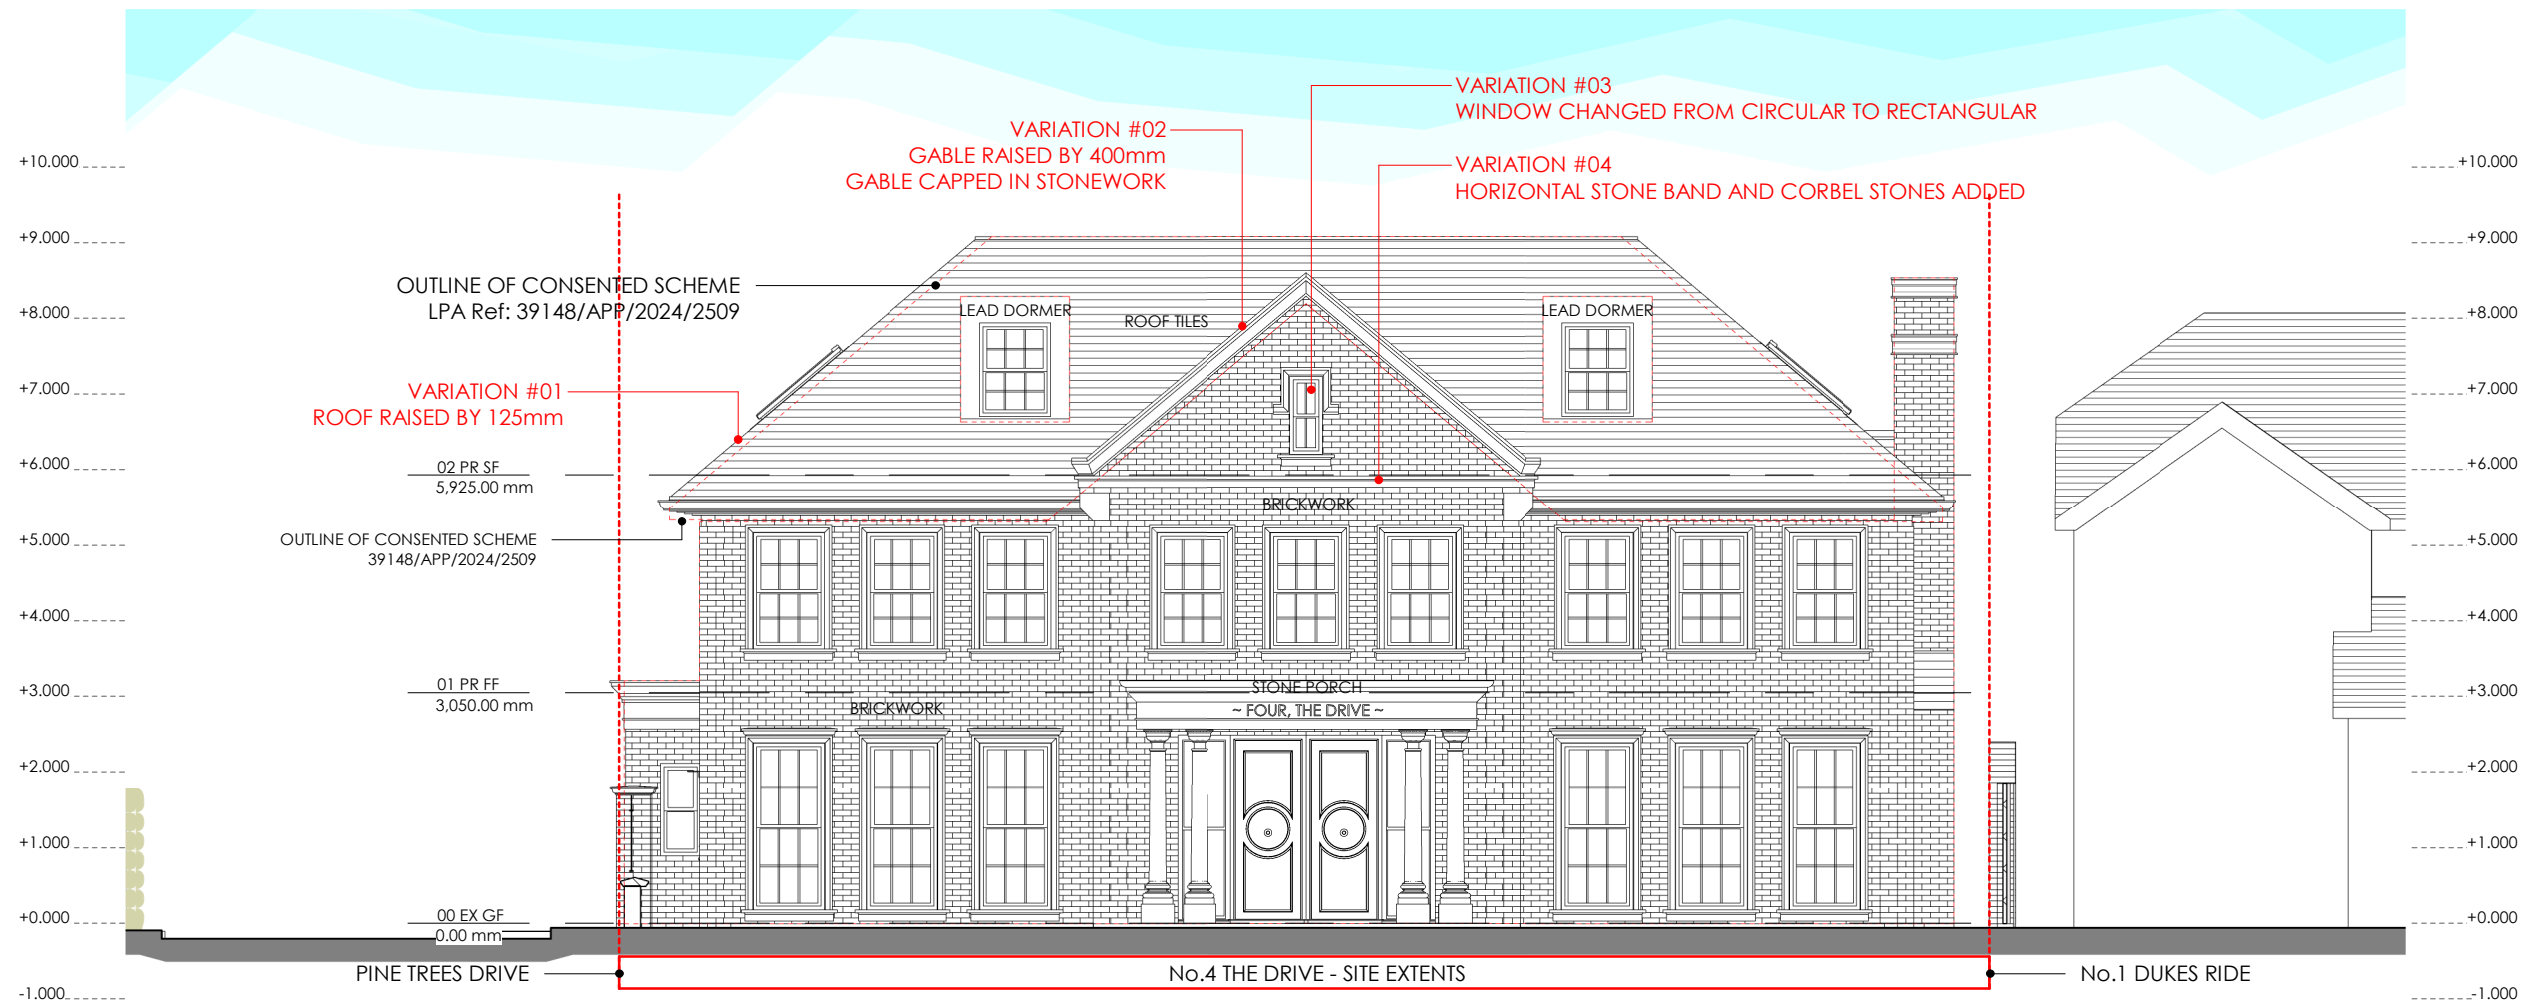 VARIATION #03
WINDOW CHANGED FROM CIRCULAR TO RECTANGULAR
VARIATION #02
GABLE RAISED BY 400mm
GABLE CAPPED IN STONEWORK
VARIATION #04
HORIZONTAL STONE BAND AND CORBEL STONES ADDED
+10.000
+10.000
+9.000
+9.000
OUTLINE OF CONSENTED SCHEME
LPA Ref: 39148/APP/2024/2509
+8.000
+8.000
LEAD DORMER
ROOF TILES
LEAD DORMER
+7.000
+7.000
VARIATION #01
ROOF RAISED BY 125mm
+6.000
+6.000
02 PR SF
5,925.00 mm
BRICKWORK
OUTLINE OF CONSENTED SCHEME
39148/APP/2024/2509
+5.000
+5.000
+4.000
+4.000
01 PR FF
3,050.00 mm
+3.000
+3.000
STONE PORCH
BRICKWORK
~ FOUR, THE DRIVE ~
+2.000
+2.000
+1.000
+1.000
+0.000
+0.000
00 EX GF
0.00 mm
PINE TREES DRIVE
No.4 THE DRIVE - SITE EXTENTS
No.1 DUKES RIDE
-1.000
-1.000